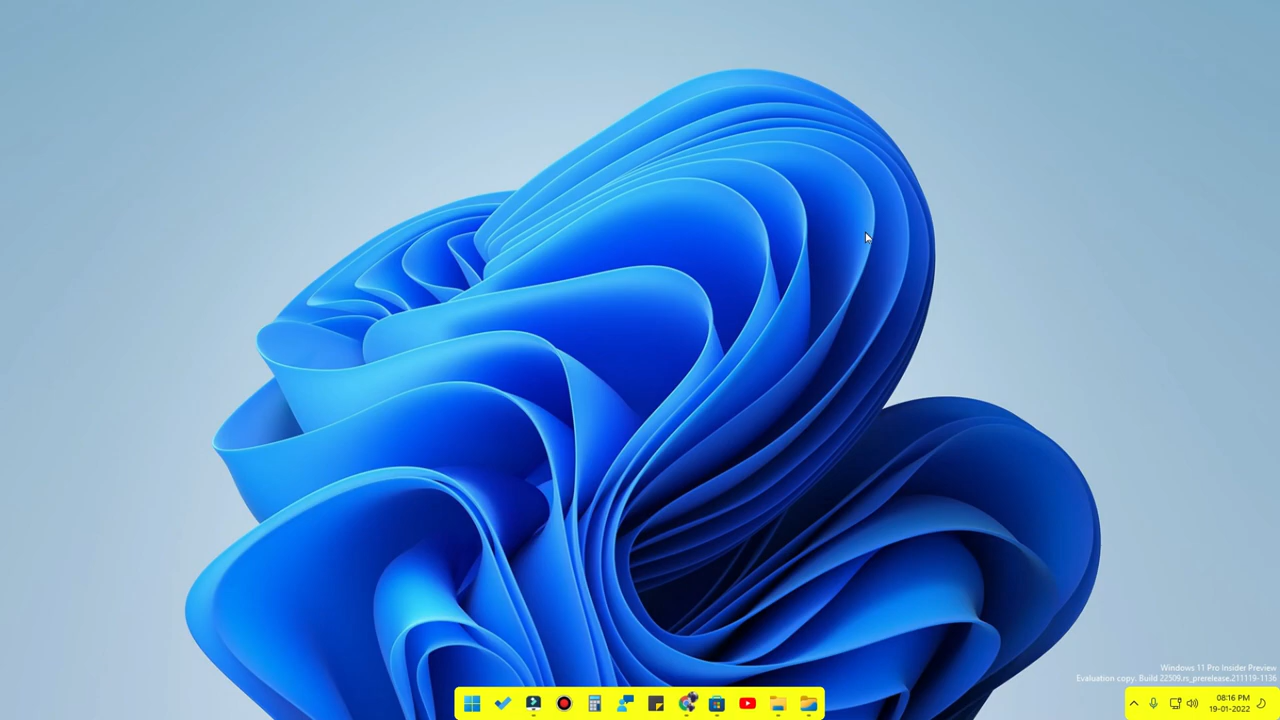 Windows 11 Pro Insider Preview
Evaluation copy. Build 22509.rs_prerelease.211119-1136
08:16 PM
19-01-2022